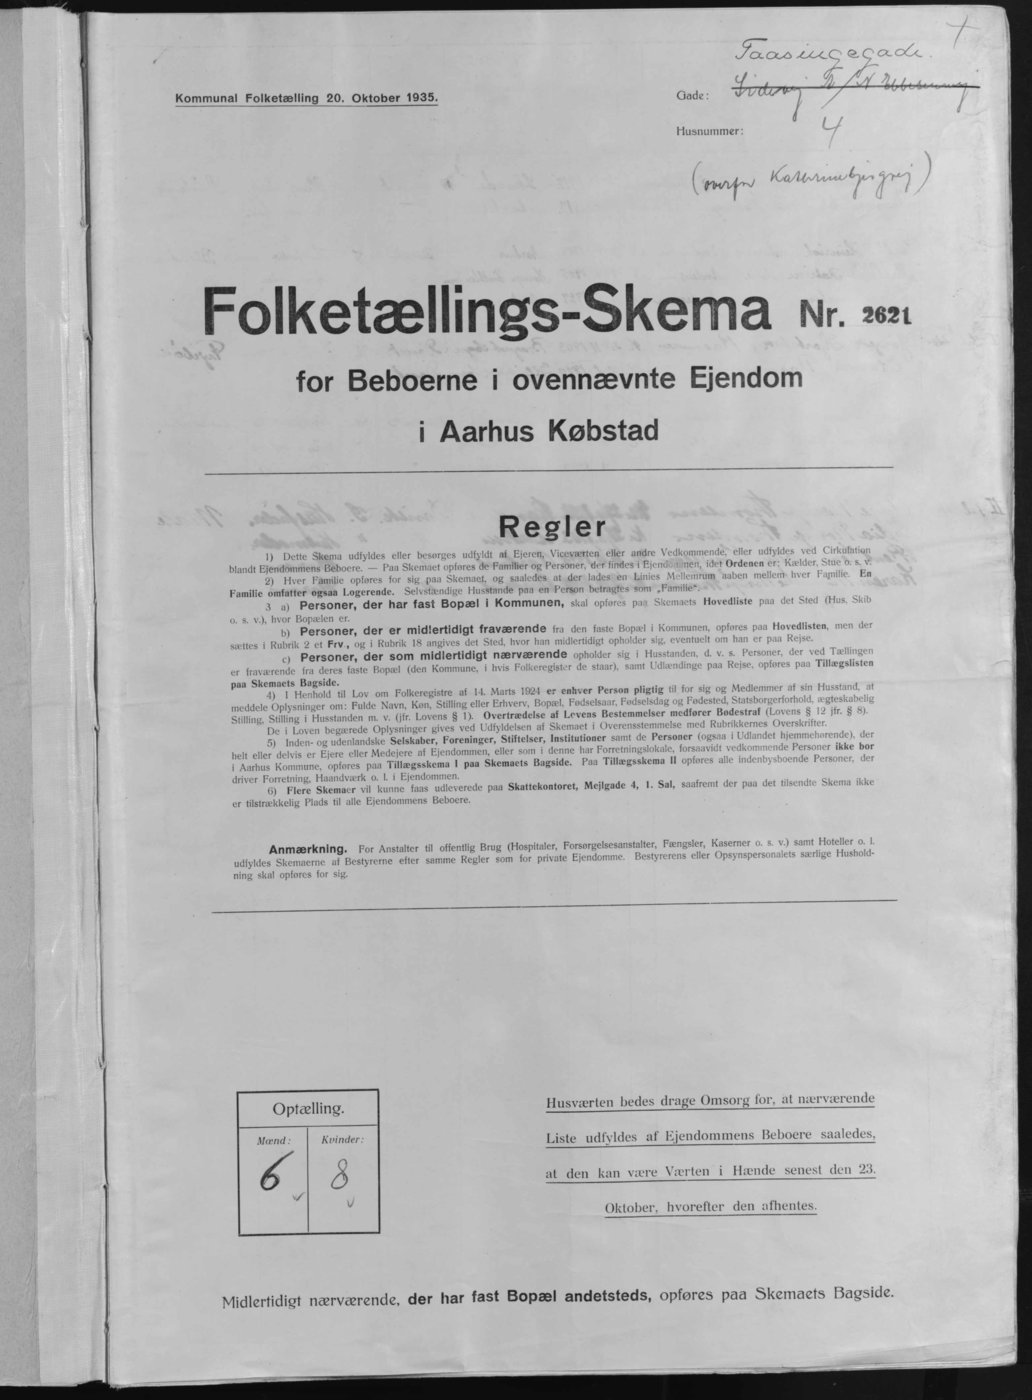 Kommunal Folketælling 20. Oktober 1935.
Taasingegade.
Gade:
Husnummer: 4
(overfor Kathrinebjergvej)
Folketællings-Skema Nr. 2621
for Beboerne i ovennævnte Ejendom
i Aarhus Købstad
Regler
1) Dette Skema udfyldes eller besørges udfyldt af Ejeren, Viceværten eller andre Vedkommende, eller udfyldes ved Cirkulation
blandt Ejendommens Beboere. — Paa Skemaet opføres de Familier og Personer, der findes i Ejendommen, idet Ordenen er: Kælder, Stue o. s. v.
2) Hver Familie opføres for sig paa Skemaet, og saaledes at der lades en Linies Mellemrum aaben mellem hver Familie. En
Familie omfatter ogsaa Logerende. Selvstændige Husstande paa en Person betragtes som „Familie“.
3 a) Personer, der har fast Bopæl i Kommunen, skal opføres paa Skemaets Hovedliste paa det Sted (Hus, Skib
o. s. v.), hvor Bopælen er.
b) Personer, der er midlertidigt fraværende fra den faste Bopæl i Kommunen, opføres paa Hovedlisten, men der
sættes i Rubrik 2 et Frv., og i Rubrik 18 angives det Sted, hvor han midlertidigt opholder sig, eventuelt om han er paa Rejse.
c) Personer, der som midlertidigt nærværende opholder sig i Husstanden, d. v. s. Personer, der ved Tællingen
er fraværende fra deres faste Bopæl (den Kommune, i hvis Folkeregister de staar), samt Udlændinge paa Rejse, opføres paa Tillægslisten
paa Skemaets Bagside.
4) I Henhold til Lov om Folkeregistre af 14. Marts 1924 er enhver Person pligtig til for sig og Medlemmer af sin Husstand, at
meddele Oplysninger om: Fulde Navn, Køn, Stilling eller Erhverv, Bopæl, Fødselsaar, Fødselsdag og Fødested, Statsborgerforhold, ægteskabelig
Stilling, Stilling i Husstanden m. v. (jfr. Lovens § 1). Overtrædelse af Lovens Bestemmelser medfører Bødestraf (Lovens § 12 jfr. § 8).
De i Loven begærede Oplysninger gives ved Udfyldelsen af Skemaet i Overensstemmelse med Rubrikkernes Overskrifter.
5) Inden- og udenlandske Selskaber, Foreninger, Stiftelser, Institutioner samt de Personer (ogsaa i Udlandet hjemmehørende), der
helt eller delvis er Ejere eller Medejere af Ejendommen, eller som i denne har Forretningslokale, forsaavidt vedkommende Personer ikke bor
i Aarhus Kommune, opføres paa Tillægsskema I paa Skemaets Bagside. Paa Tillægsskema II opføres alle indenbysboende Personer, der
driver Forretning, Haandværk o. l. i Ejendommen.
6) Flere Skemaer vil kunne faas udleverede paa Skattekontoret, Mejlgade 4, 1. Sal, saafremt der paa det tilsendte Skema ikke
er tilstrækkelig Plads til alle Ejendommens Beboere.
Anmærkning. For Anstalter til offentlig Brug (Hospitaler, Forsørgelsesanstalter, Fængsler, Kaserner o. s. v.) samt Hoteller o. l.
udfyldes Skemaerne af Bestyrerne efter samme Regler som for private Ejendomme. Bestyrerens eller Opsynspersonalets særlige Hushold-
ning skal opføres for sig.
Optælling.
Mænd: Kvinder:
6 8
Husværten bedes drage Omsorg for, at nærværende
Liste udfyldes af Ejendommens Beboere saaledes,
at den kan være Værten i Hænde senest den 23.
Oktober, hvorefter den afhentes.
Midlertidigt nærværende, der har fast Bopæl andetsteds, opføres paa Skemaets Bagside.